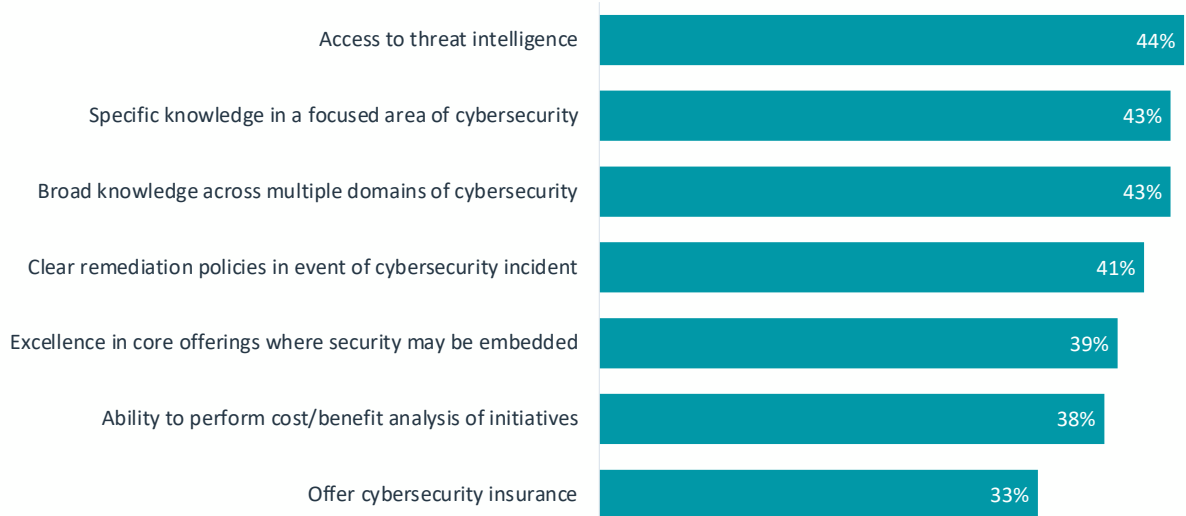 Access to threat intelligence 44%
Specific knowledge in a focused area of cybersecurity 43%
Broad knowledge across multiple domains of cybersecurity 43%
Clear remediation policies in event of cybersecurity incident 41%
Excellence in core offerings where security may be embedded 39%
Ability to perform cost/benefit analysis of initiatives 38%
Offer cybersecurity insurance 33%